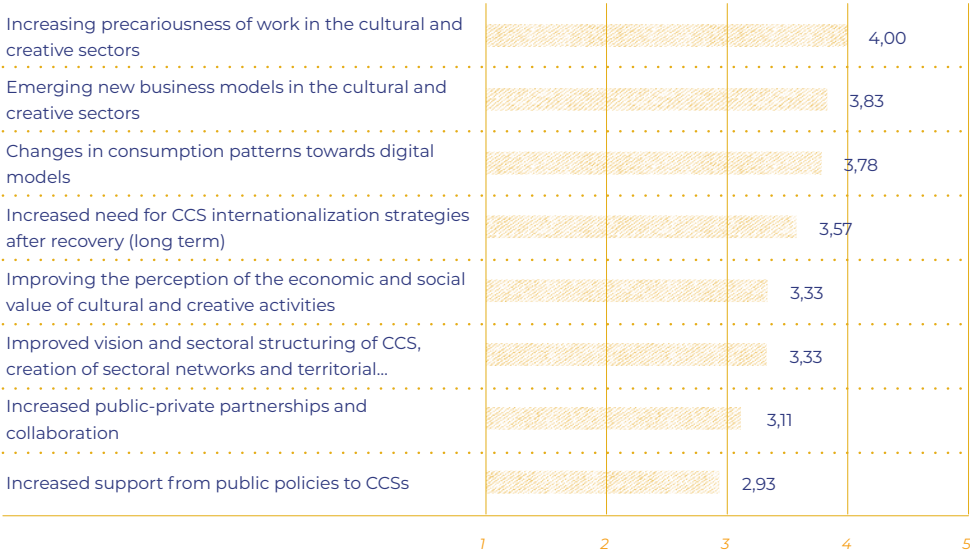 Increasing precariousness of work in the cultural and
creative sectors
4,00
Emerging new business models in the cultural and
creative sectors
3,83
Changes in consumption patterns towards digital
models
3,78
Increased need for CCS internationalization strategies
after recovery (long term)
3,57
Improving the perception of the economic and social
value of cultural and creative activities
3,33
Improved vision and sectoral structuring of CCS,
creation of sectoral networks and territorial...
3,33
Increased public-private partnerships and
collaboration
3,11
Increased support from public policies to CCSs
2,93
1 2 3 4 5